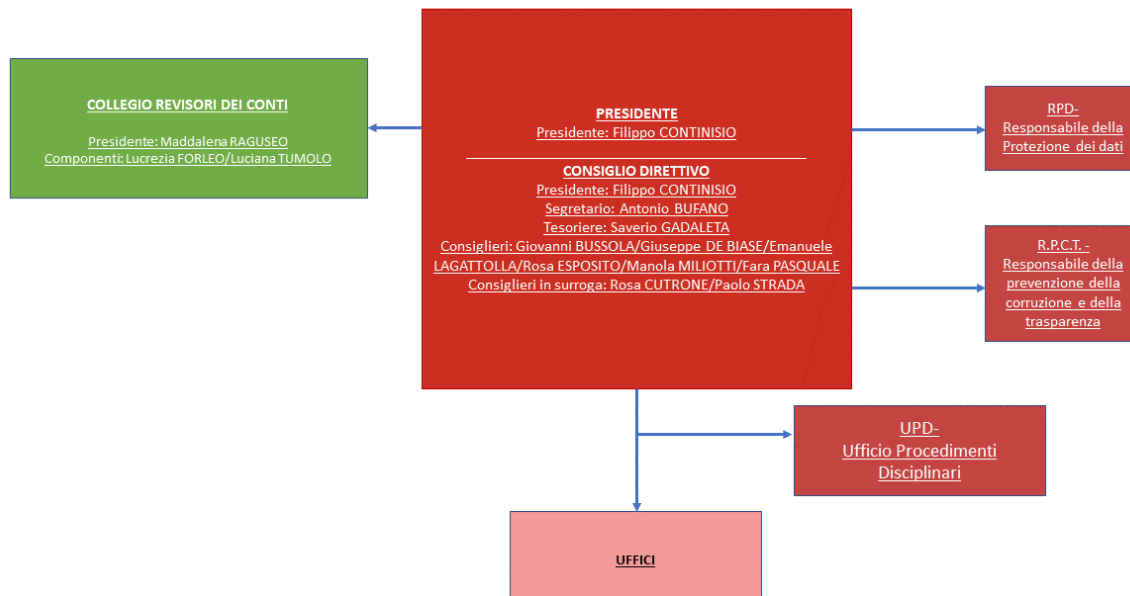 COLLEGIO REVISORI DEI CONTI
Presidente: Maddalena RAGUSEO
Componenti: Lucrezia FORLEO/Luciana TUMOLO
PRESIDENTE
Presidente: Filippo CONTINISIO
CONSIGLIO DIRETTIVO
Presidente: Filippo CONTINISIO
Segretario: Antonio BUFANO
Tesoriere: Saverio GADALETA
Consiglieri: Giovanni BUSSOLA/Giuseppe DE BIASE/Emanuele
LAGATTOLLA/Rosa ESPOSITO/Manola MILIOTTI/Fara PASQUALE
Consiglieri in surroga: Rosa CUTRONE/Paolo STRADA
RPD-
Responsabile della
Protezione dei dati
R.P.C.T. -
Responsabile della
prevenzione della
corruzione e della
trasparenza
UPD-
Ufficio Procedimenti
Disciplinari
UFFICI